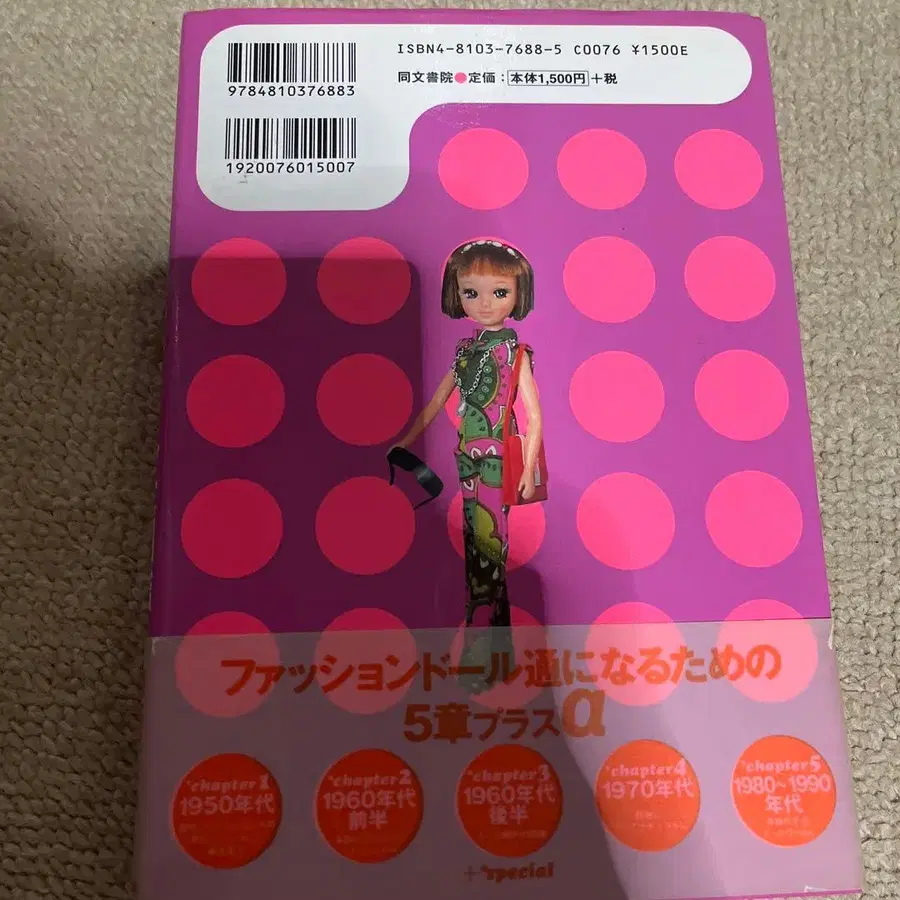 ISBN4-8103-7688-5 C0076 ¥1500E
同文書院●定価：本体1,500円+税
9784810376883
1920076015007
ファッションドール通になるための
5章プラスα
chapter1
1950年代
chapter2
1960年代
前半
chapter3
1960年代
後半
chapter4
1970年代
chapter5
1980~1990
年代
+special